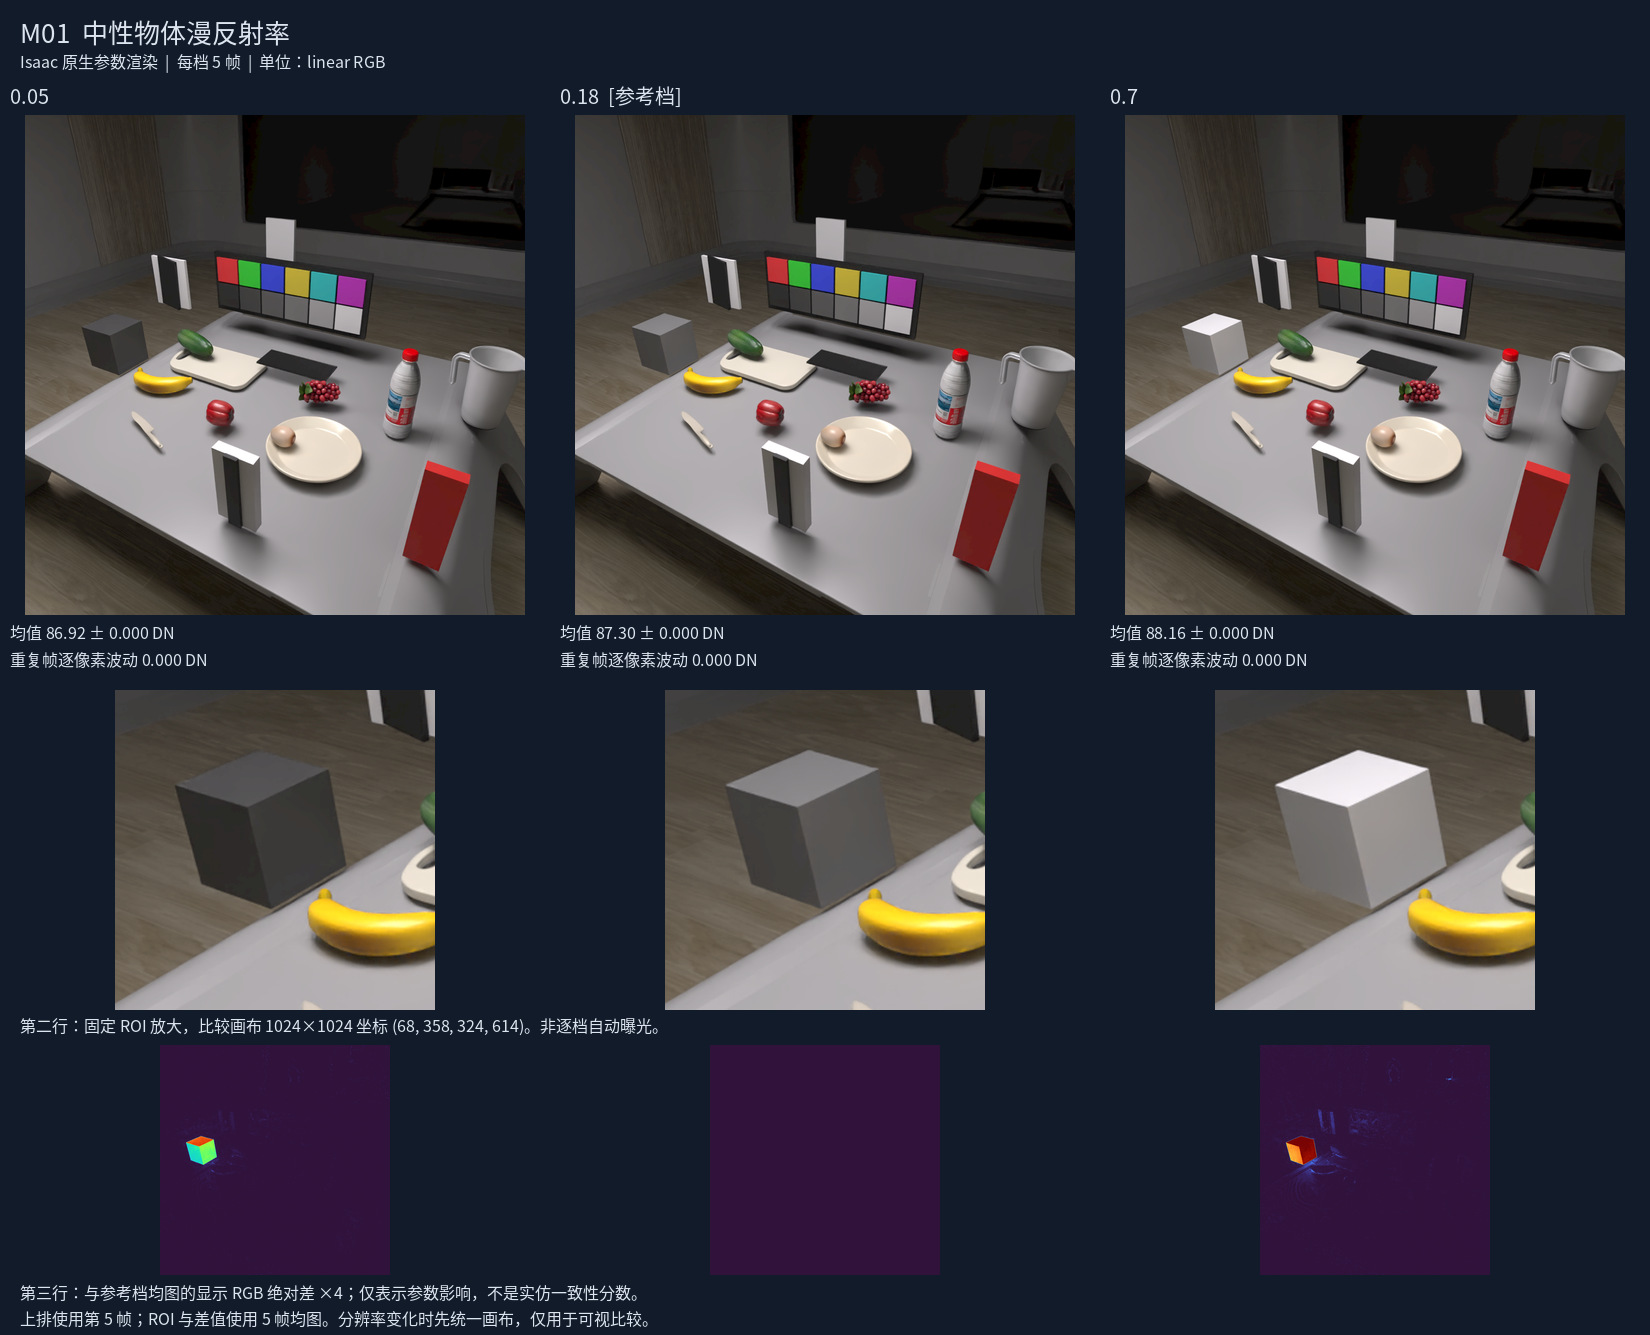 M01 中性物体漫反射率
Isaac 原生参数渲染 | 每档 5 帧 | 单位：linear RGB
0.05
0.18 [参考档]
0.7
均值 86.92 ± 0.000 DN
均值 87.30 ± 0.000 DN
均值 88.16 ± 0.000 DN
重复帧逐像素波动 0.000 DN
重复帧逐像素波动 0.000 DN
重复帧逐像素波动 0.000 DN
第二行：固定 ROI 放大，比较画布 1024×1024 坐标 (68, 358, 324, 614)。非逐档自动曝光。
第三行：与参考档均图的显示 RGB 绝对差 ×4；仅表示参数影响，不是实仿一致性分数。
上排使用第 5 帧；ROI 与差值使用 5 帧均图。分辨率变化时先统一画布，仅用于可视比较。